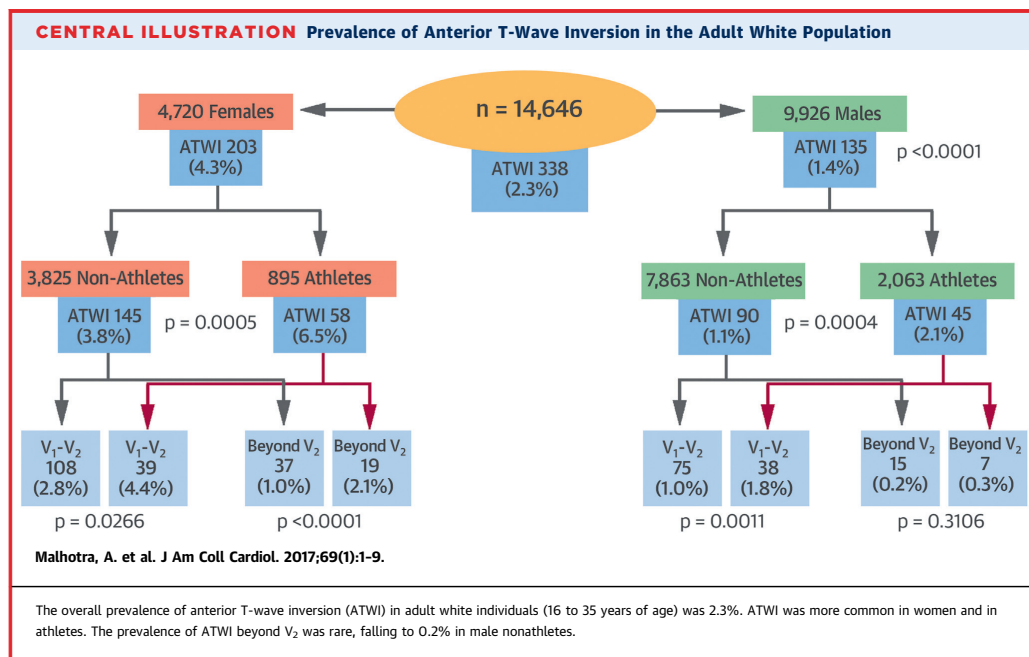 CENTRAL ILLUSTRATION Prevalence of Anterior T-Wave Inversion in the Adult White Population
n = 14,646
ATWI 338
(2.3%)
4,720 Females
ATWI 203
(4.3%)
9,926 Males
ATWI 135
(1.4%)
p <0.0001
3,825 Non-Athletes
ATWI 145
(3.8%)
p = 0.0005
895 Athletes
ATWI 58
(6.5%)
7,863 Non-Athletes
ATWI 90
(1.1%)
p = 0.0004
2,063 Athletes
ATWI 45
(2.1%)
V₁-V₂
108
(2.8%)
V₁-V₂
39
(4.4%)
p = 0.0266
Beyond V₂
37
(1.0%)
Beyond V₂
19
(2.1%)
p <0.0001
V₁-V₂
75
(1.0%)
V₁-V₂
38
(1.8%)
p = 0.0011
Beyond V₂
15
(0.2%)
Beyond V₂
7
(0.3%)
p = 0.3106
Malhotra, A. et al. J Am Coll Cardiol. 2017;69(1):1-9.
The overall prevalence of anterior T-wave inversion (ATWI) in adult white individuals (16 to 35 years of age) was 2.3%. ATWI was more common in women and in
athletes. The prevalence of ATWI beyond V₂ was rare, falling to 0.2% in male nonathletes.